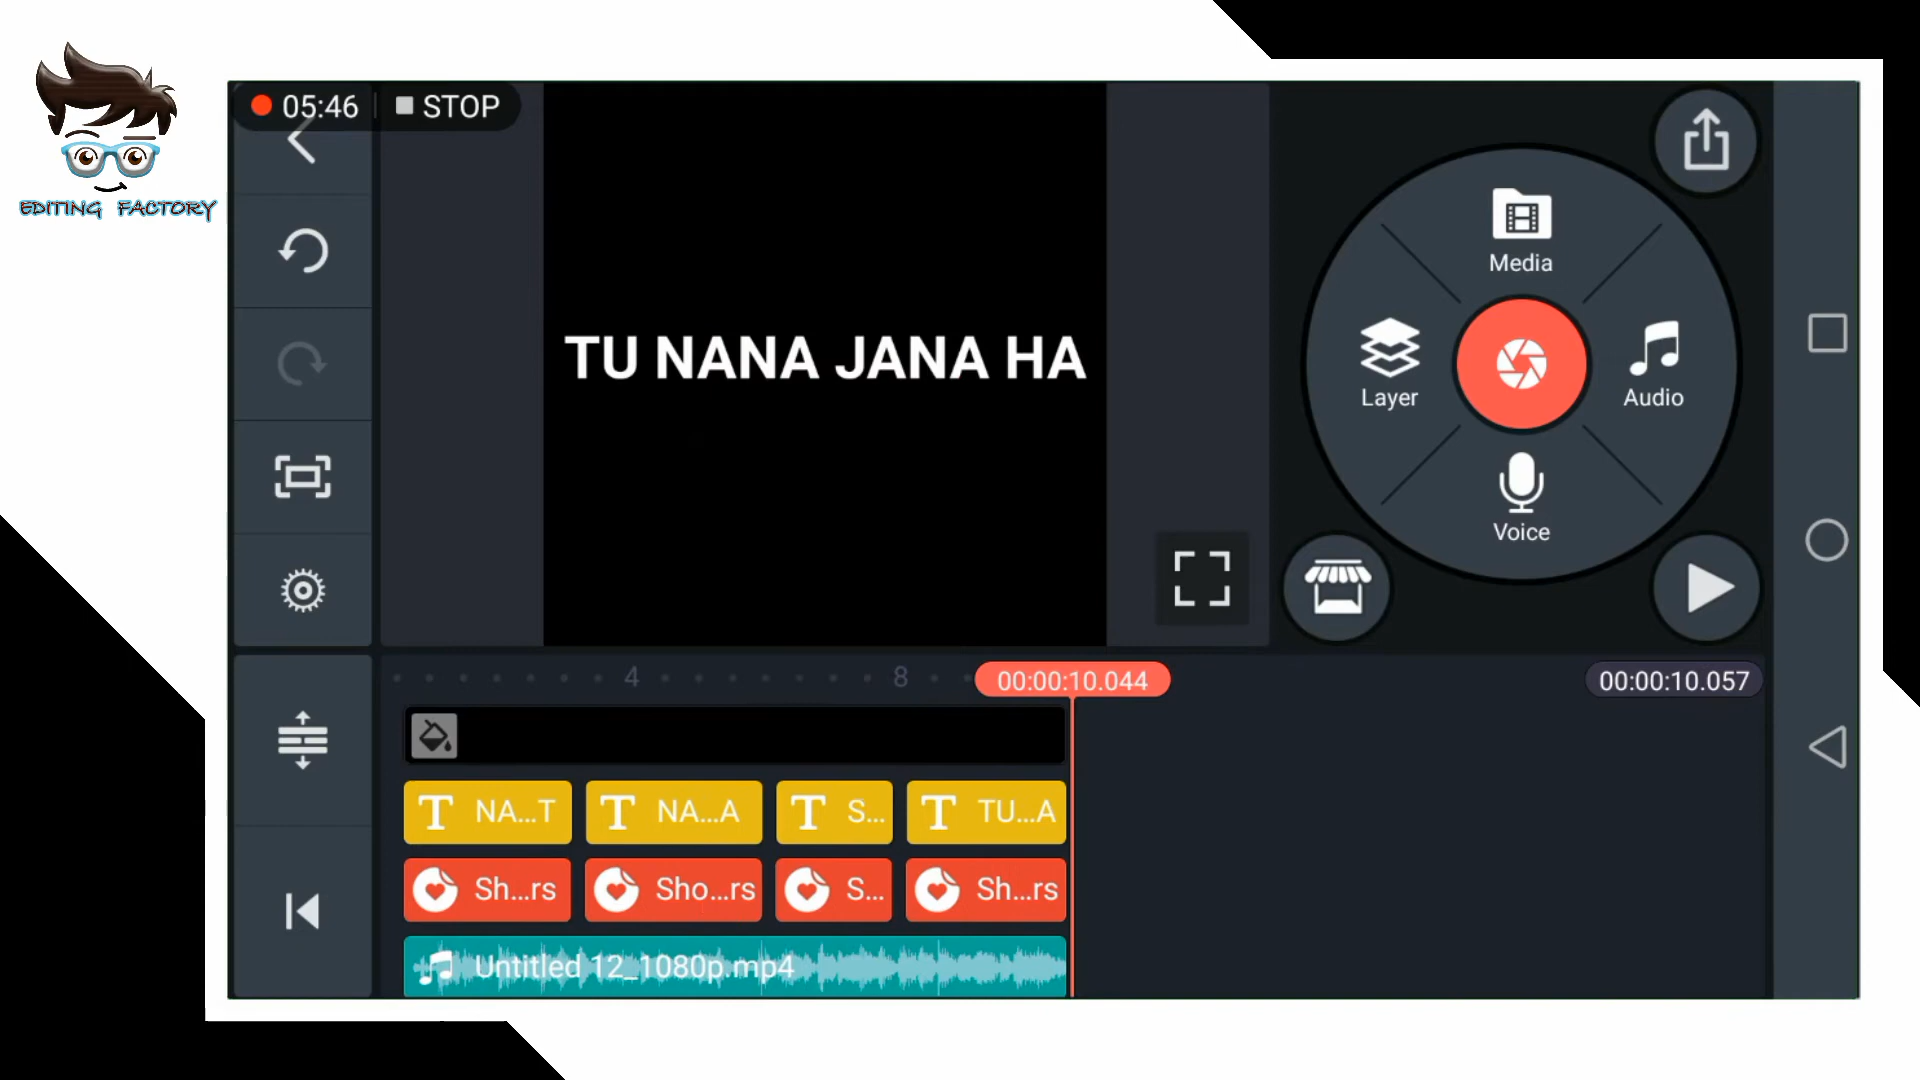 EDITING FACTORY
05:46 STOP
TU NANA JANA HA
Media
Layer
Audio
Voice
4 8 00:00:10.044 00:00:10.057
T NA...T T NA...A T S... T TU...A
Sh...rs Sho...rs S... Sh...rs
Untitled 12_1080p.mp4